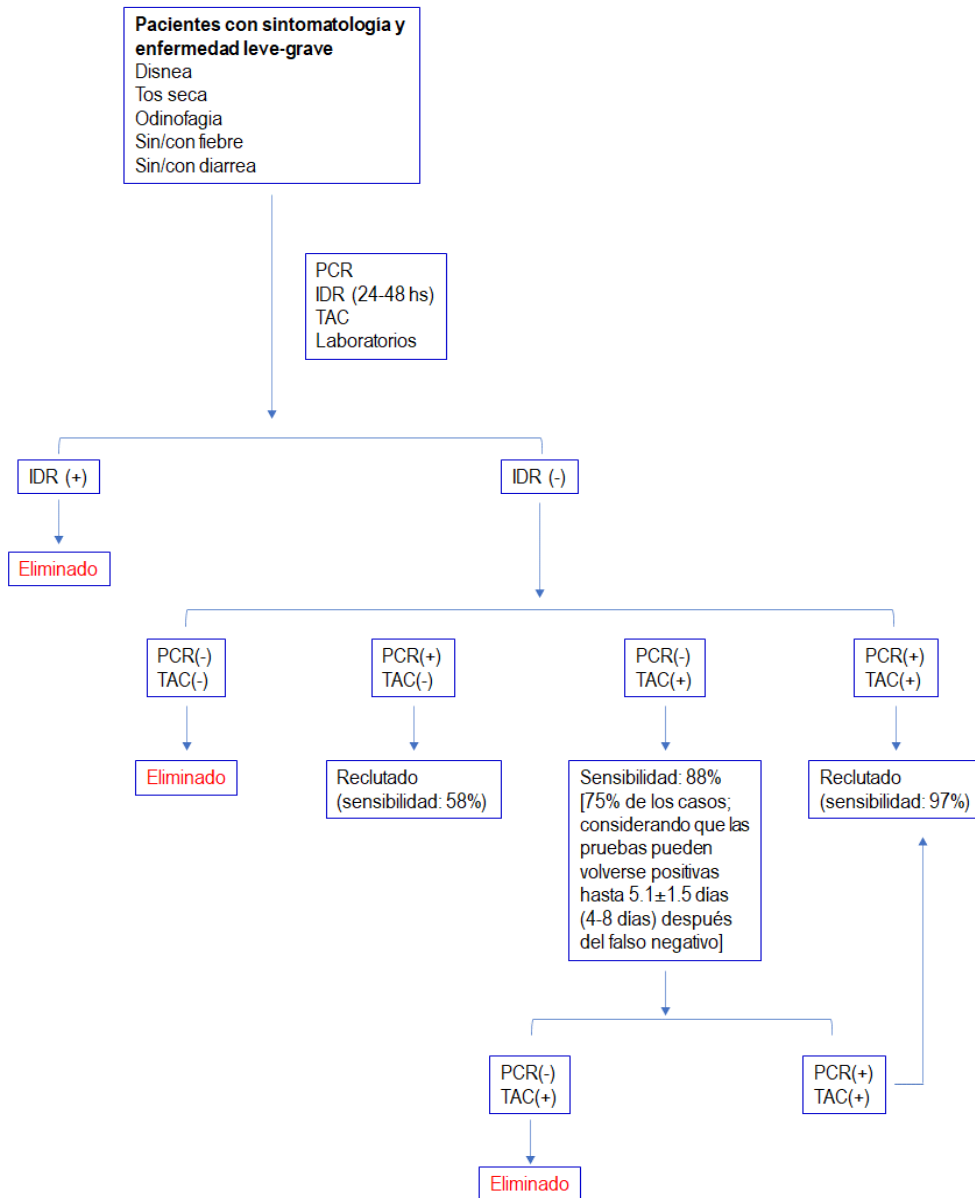 Pacientes con sintomatología y
enfermedad leve-grave
Disnea
Tos seca
Odinofagia
Sin/con fiebre
Sin/con diarrea
PCR
IDR (24-48 hs)
TAC
Laboratorios
IDR (+)
IDR (-)
Eliminado
PCR(-)
TAC(-)
PCR(+)
TAC(-)
PCR(-)
TAC(+)
PCR(+)
TAC(+)
Eliminado
Reclutado
(sensibilidad: 58%)
Sensibilidad: 88%
[75% de los casos;
considerando que las
pruebas pueden
volverse positivas
hasta 5.1±1.5 días
(4-8 días) después
del falso negativo]
Reclutado
(sensibilidad: 97%)
PCR(-)
TAC(+)
PCR(+)
TAC(+)
Eliminado